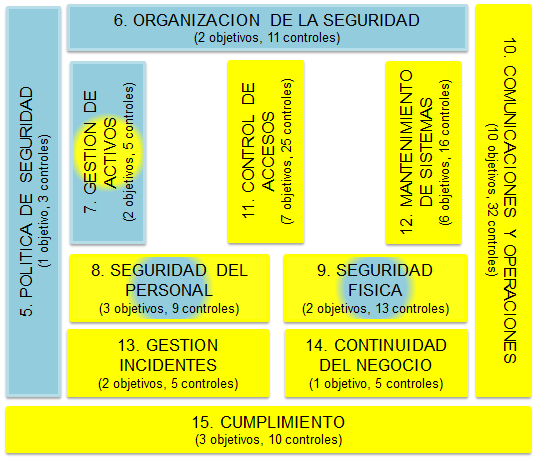 6. ORGANIZACION DE LA SEGURIDAD
(2 objetivos, 11 controles)
5. POLITICA DE SEGURIDAD
(1 objetivo, 3 controles)
7. GESTION DE
ACTIVOS
(2 objetivos, 5 controles)
11. CONTROL DE
ACCESOS
(7 objetivos, 25 controles)
12. MANTENIMIENTO
DE SISTEMAS
(6 objetivos, 16 controles)
10. COMUNICACIONES Y OPERACIONES
(10 objetivos, 32 controles)
8. SEGURIDAD DEL
PERSONAL
(3 objetivos, 9 controles)
9. SEGURIDAD
FISICA
(2 objetivos, 13 controles)
13. GESTION
INCIDENTES
(2 objetivos, 5 controles)
14. CONTINUIDAD
DEL NEGOCIO
(1 objetivo, 5 controles)
15. CUMPLIMIENTO
(3 objetivos, 10 controles)